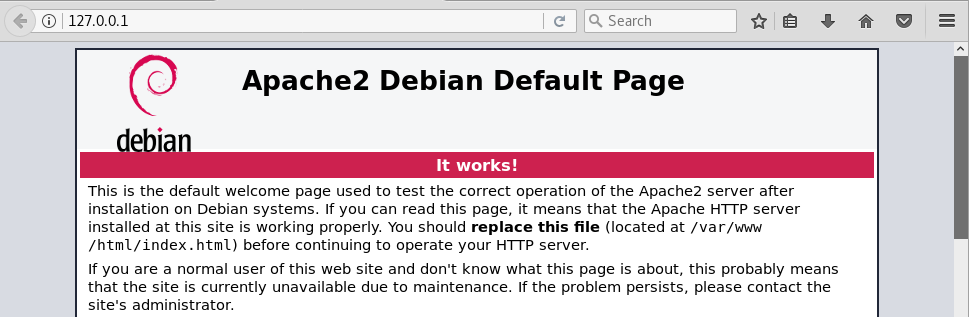 127.0.0.1
Search
debian
Apache2 Debian Default Page
It works!
This is the default welcome page used to test the correct operation of the Apache2 server after
installation on Debian systems. If you can read this page, it means that the Apache HTTP server
installed at this site is working properly. You should replace this file (located at /var/www
/html/index.html) before continuing to operate your HTTP server.
If you are a normal user of this web site and don't know what this page is about, this probably means
that the site is currently unavailable due to maintenance. If the problem persists, please contact the
site's administrator.